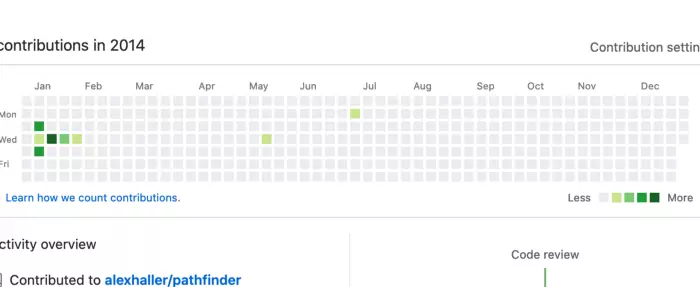 contributions in 2014
Contribution settin
Jan Feb Mar Apr May Jun Jul Aug Sep Oct Nov Dec
Mon
Wed
Fri
Learn how we count contributions.
Less More
ctivity overview
Code review
Contributed to alexhaller/pathfinder